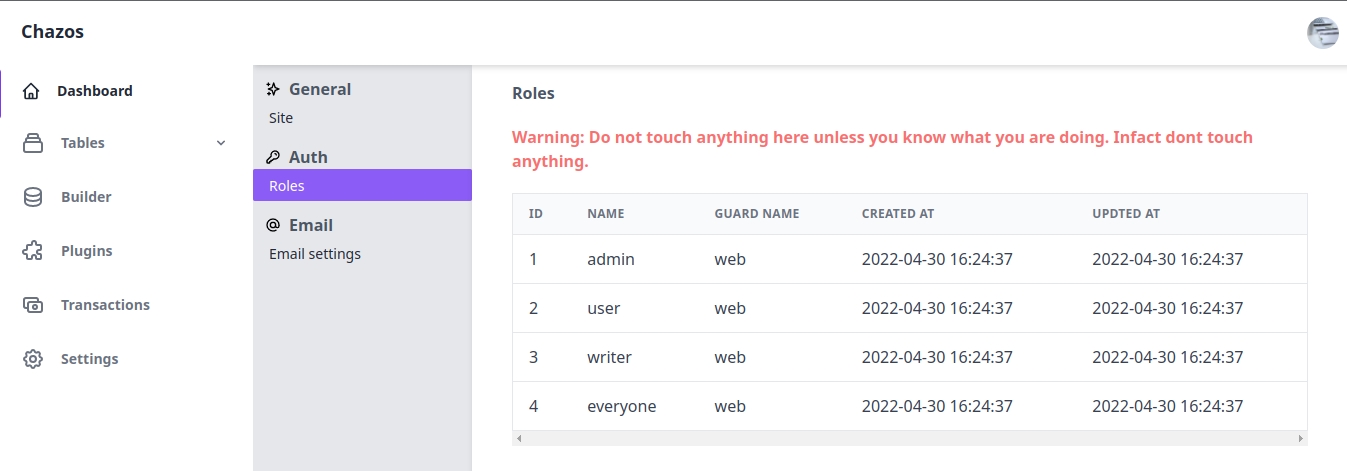 Chazos
Dashboard
Tables
Builder
Plugins
Transactions
Settings
General
Site
Auth
Roles
Email
Email settings
Roles
Warning: Do not touch anything here unless you know what you are doing. Infact dont touch
anything.
ID NAME GUARD NAME CREATED AT UPDTED AT
1 admin web 2022-04-30 16:24:37 2022-04-30 16:24:37
2 user web 2022-04-30 16:24:37 2022-04-30 16:24:37
3 writer web 2022-04-30 16:24:37 2022-04-30 16:24:37
4 everyone web 2022-04-30 16:24:37 2022-04-30 16:24:37